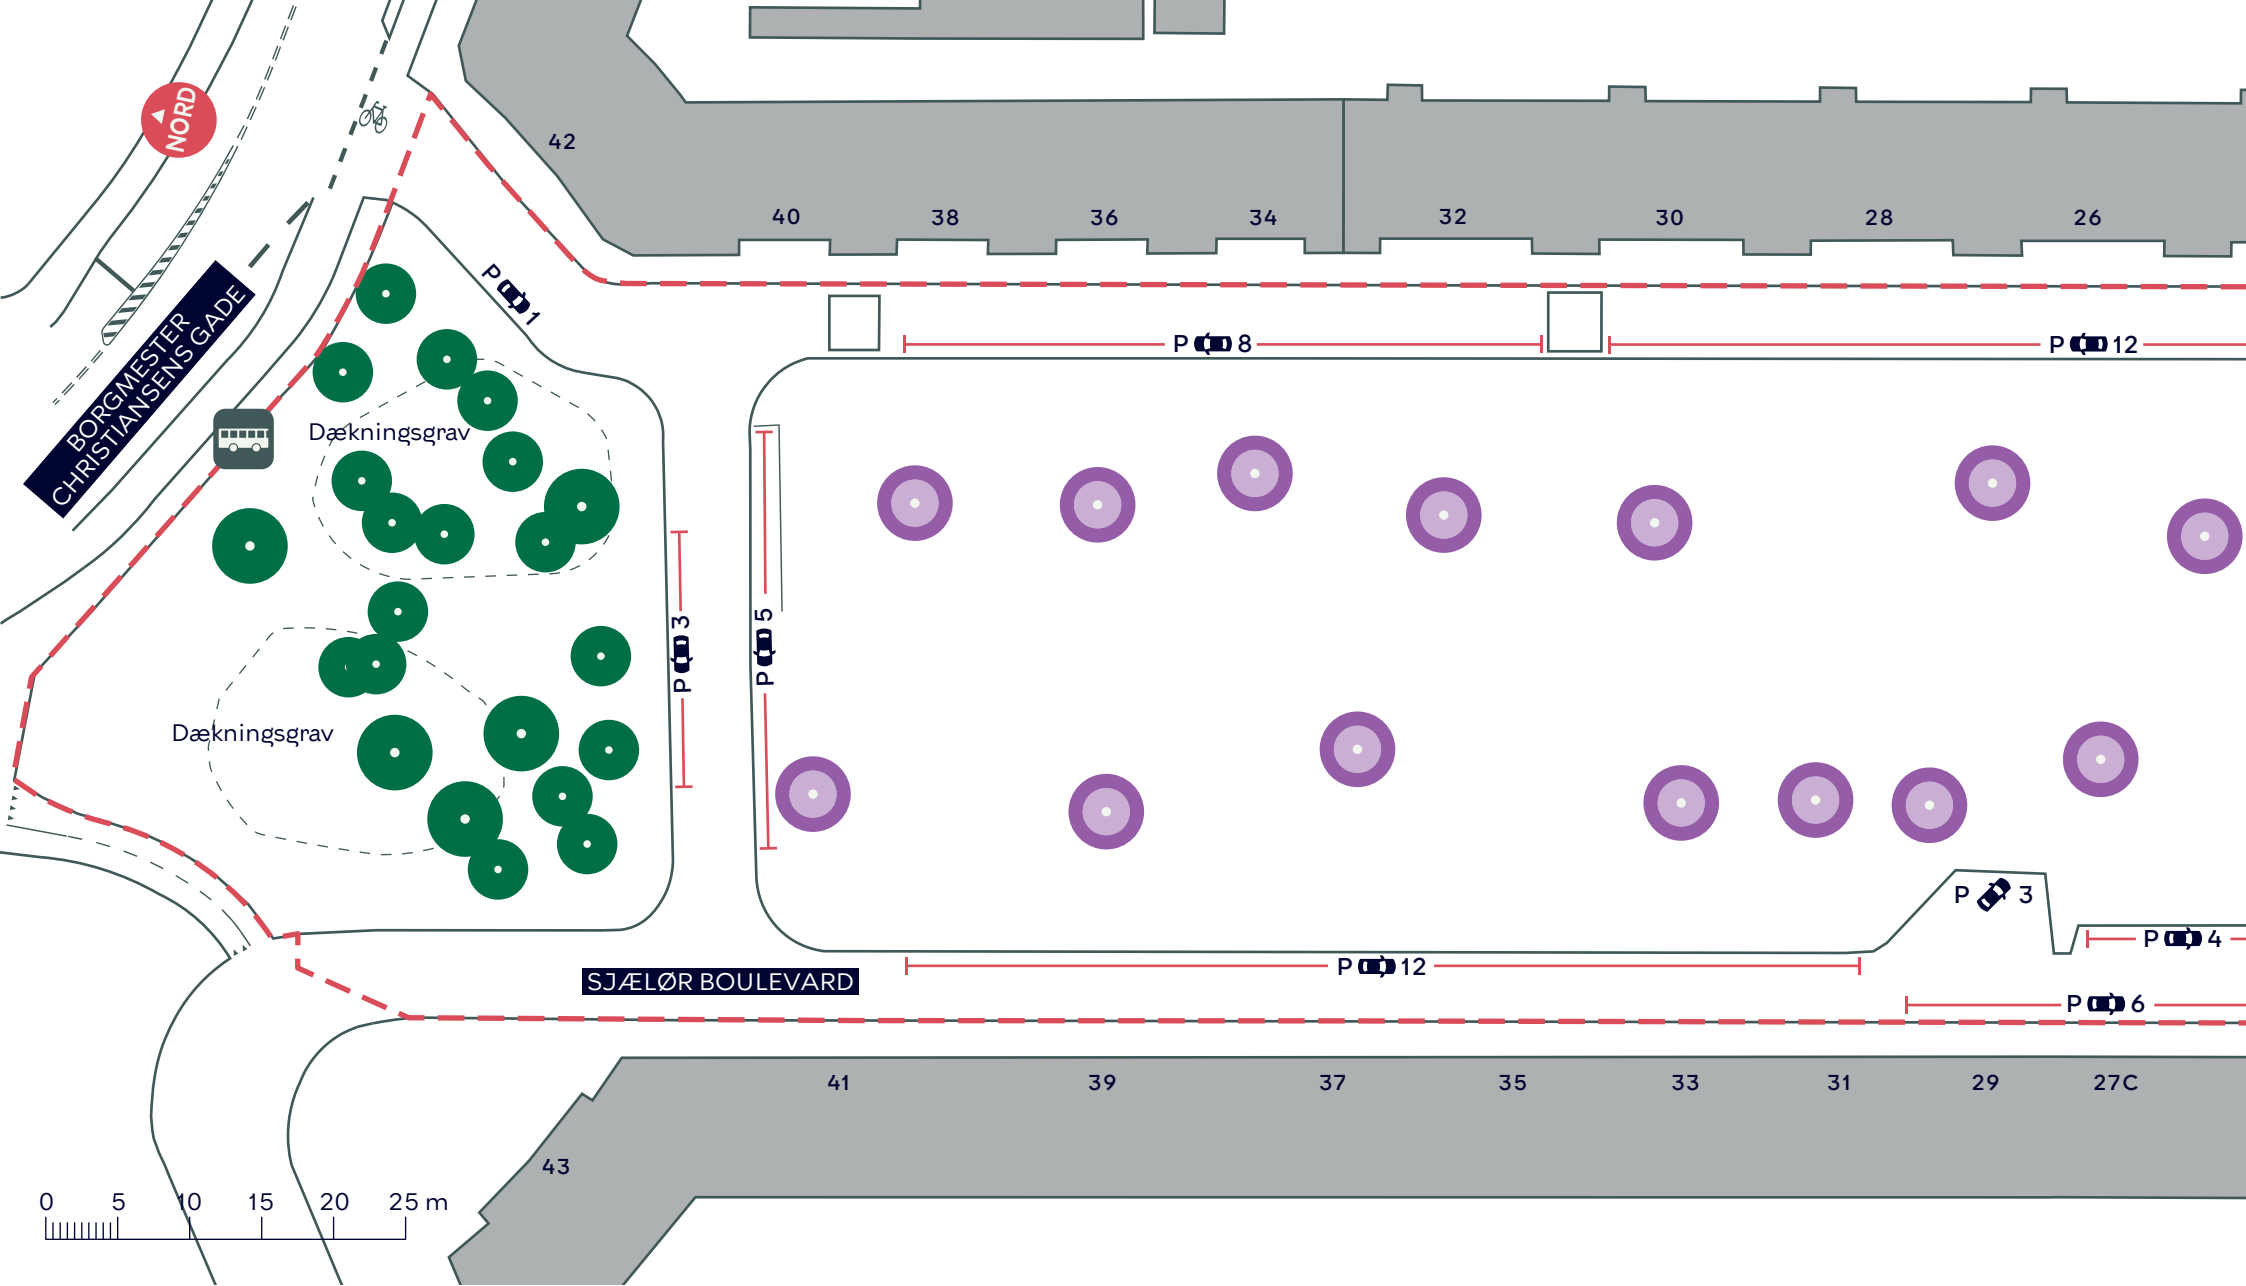 NORD
42
40
38
36
34
32
30
28
26
P 1
BORGMESTER
CHRISTIANSENS GADE
P 8
P 12
Dækningsgrav
P 3
P 5
Dækningsgrav
P 3
P 4
P 12
SJÆLØR BOULEVARD
P 6
41
39
37
35
33
31
29
27C
43
0 5 10 15 20 25 m